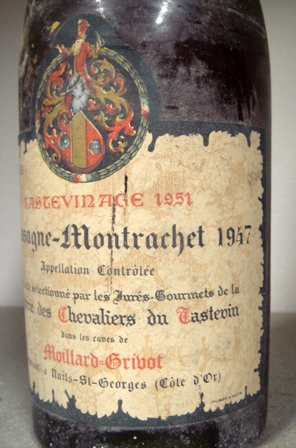 TASTEVINAGE 1951
ssagne-Montrachet 1947
Appellation Contrôlée
sélectionné par les Jurés-Gourmets de la
des Chevaliers du Tastevin
dans les caves de
Moillard-Grivot
à Nuits-St-Georges (Côte d'Or)